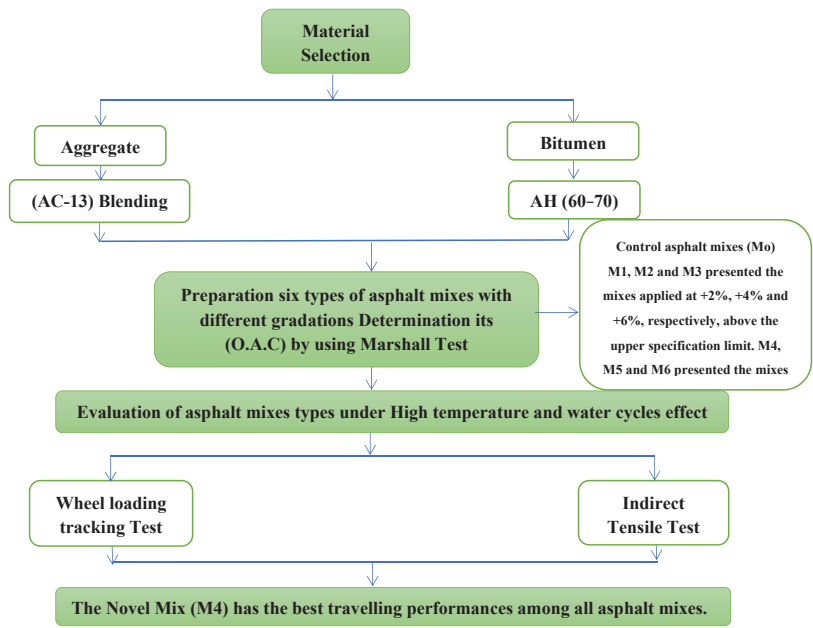 Material
Selection
Aggregate
Bitumen
(AC-13) Blending
AH (60-70)
Control asphalt mixes (Mo)
M1, M2 and M3 presented the
mixes applied at +2%, +4% and
+6%, respectively, above the
upper specification limit. M4,
M5 and M6 presented the mixes
Preparation six types of asphalt mixes with
different gradations Determination its
(O.A.C) by using Marshall Test
Evaluation of asphalt mixes types under High temperature and water cycles effect
Wheel loading
tracking Test
Indirect
Tensile Test
The Novel Mix (M4) has the best travelling performances among all asphalt mixes.